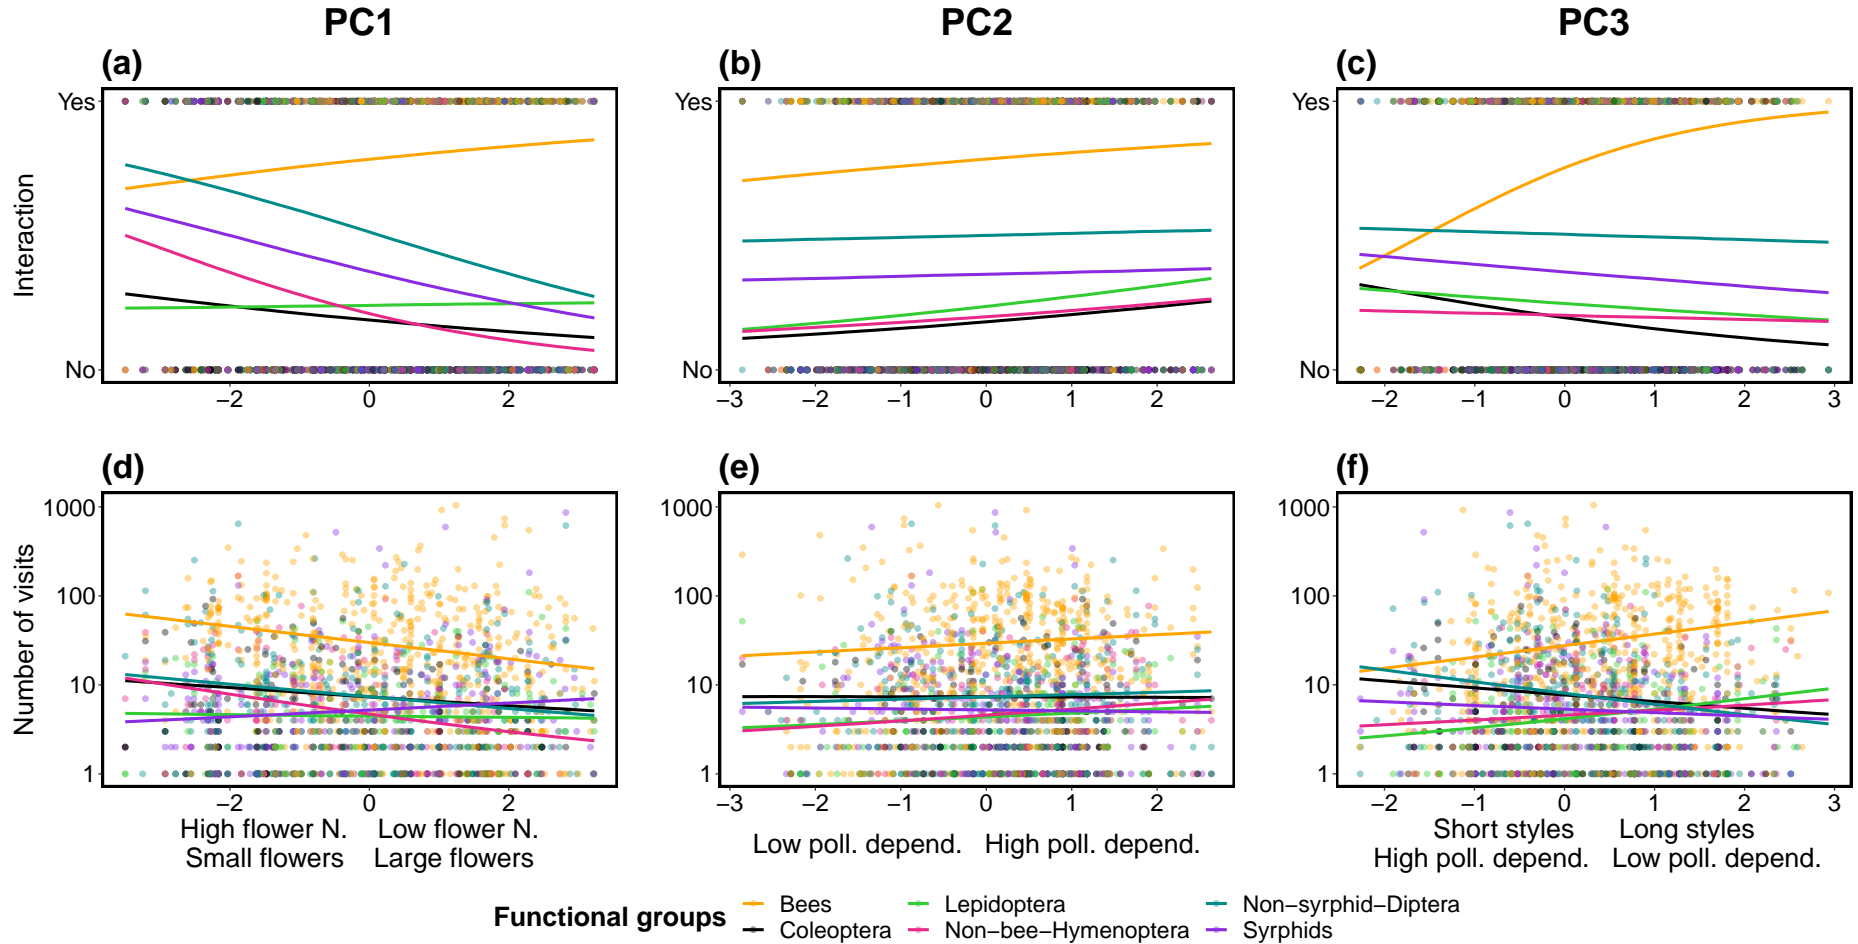 PC1 PC2 PC3
(a) (b) (c)
Yes Yes Yes
Interaction
No No No
−2 0 2 −3 −2 −1 0 1 2 −2 −1 0 1 2 3
(d) (e) (f)
1000 1000 1000
100 100 100
Number of visits
10 10 10
1 1 1
−2 0 2 −3 −2 −1 0 1 2 −2 −1 0 1 2 3
High flower N. Low flower N.
Small flowers Large flowers
Low poll. depend. High poll. depend.
Short styles Long styles
High poll. depend. Low poll. depend.
Functional groups
Bees Lepidoptera Non−syrphid−Diptera
Coleoptera Non−bee−Hymenoptera Syrphids